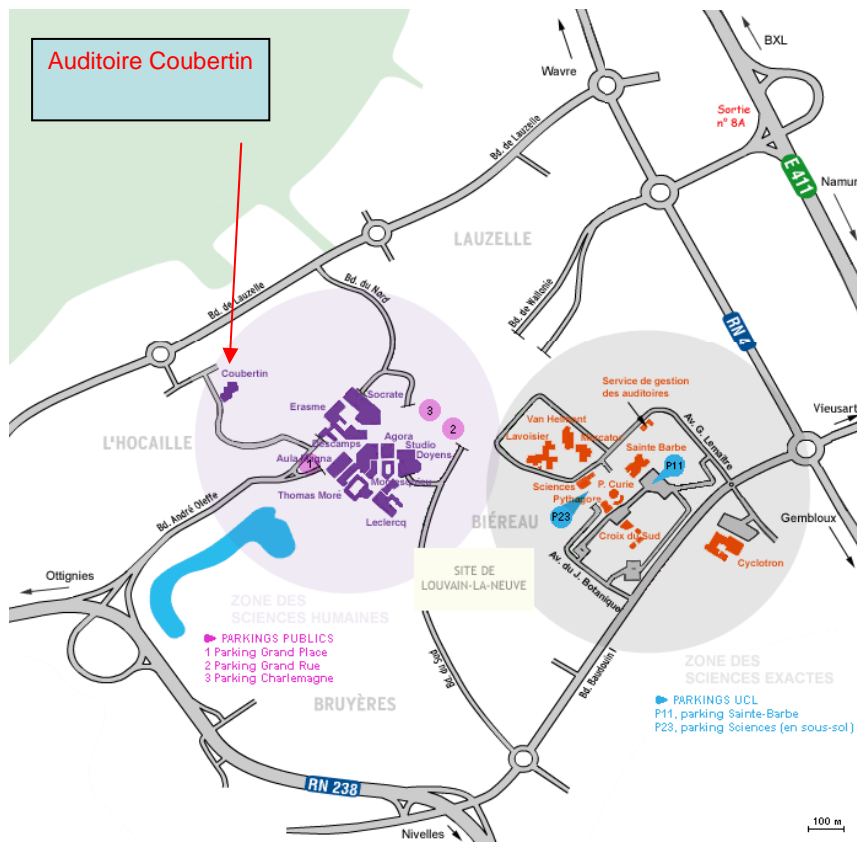 Auditoire Coubertin
BXL
Wavre
Sortie
n° 8A
Bd. de Lauzelle
E 411
Namur
LAUZELLE
Bd. du Nord
Bd. de Wallonie
Bd. de Lauzelle
RN 4
Coubertin
Socrate
Service de gestion
des auditoires
Erasme
3
2
Vieusart
Van Helmont
Av. G. Lemaître
L'HOCAILLE
Descamps
Agora
Lavoisier
Mercator
Studio
Sainte Barbe
Aula Magna
Doyens
1
P11
Montesquieu
Sciences
P. Curie
Thomas More
Pythagore
Bd. André Oleffe
Leclercq
BIÉREAU
P23
Gembloux
Croix du Sud
Cyclotron
SITE DE
LOUVAIN-LA-NEUVE
Av. du J. Botanique
Ottignies
ZONE DES
SCIENCES HUMAINES
PARKINGS PUBLICS
1 Parking Grand Place
2 Parking Grand Rue
3 Parking Charlemagne
Bd. du Sud
Bd. Baudouin I
ZONE DES
SCIENCES EXACTES
BRUYÈRES
PARKINGS UCL
P11, parking Sainte-Barbe
P23, parking Sciences (en sous-sol)
RN 238
Nivelles
100 m